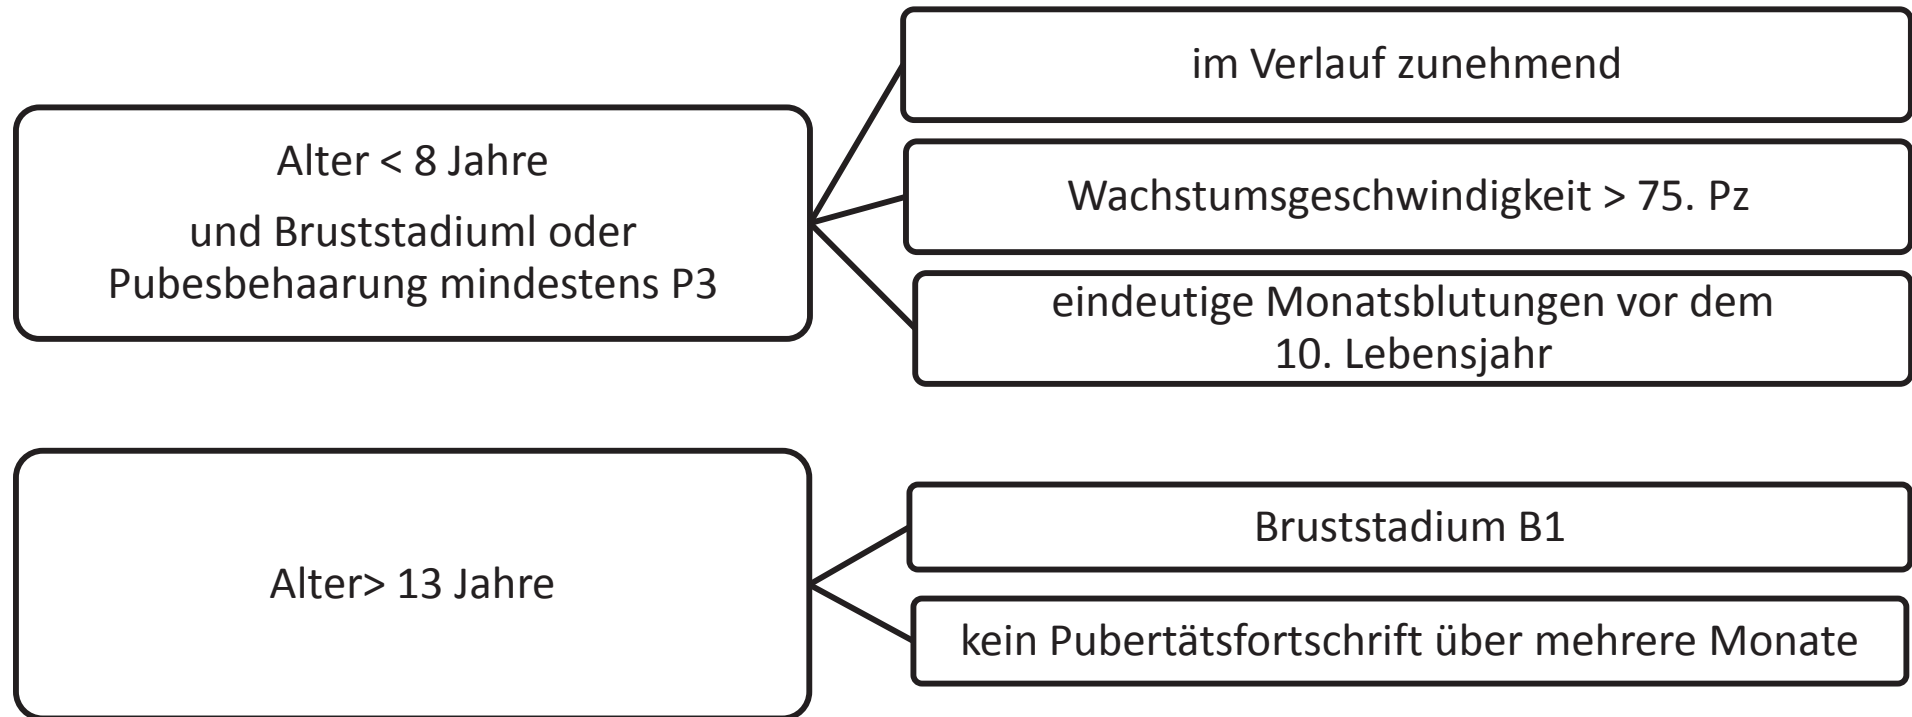 Alter < 8 Jahre
und Bruststadiuml oder
Pubesbehaarung mindestens P3
im Verlauf zunehmend
Wachstumsgeschwindigkeit > 75. Pz
eindeutige Monatsblutungen vor dem
10. Lebensjahr
Alter> 13 Jahre
Bruststadium B1
kein Pubertätsfortschrift über mehrere Monate